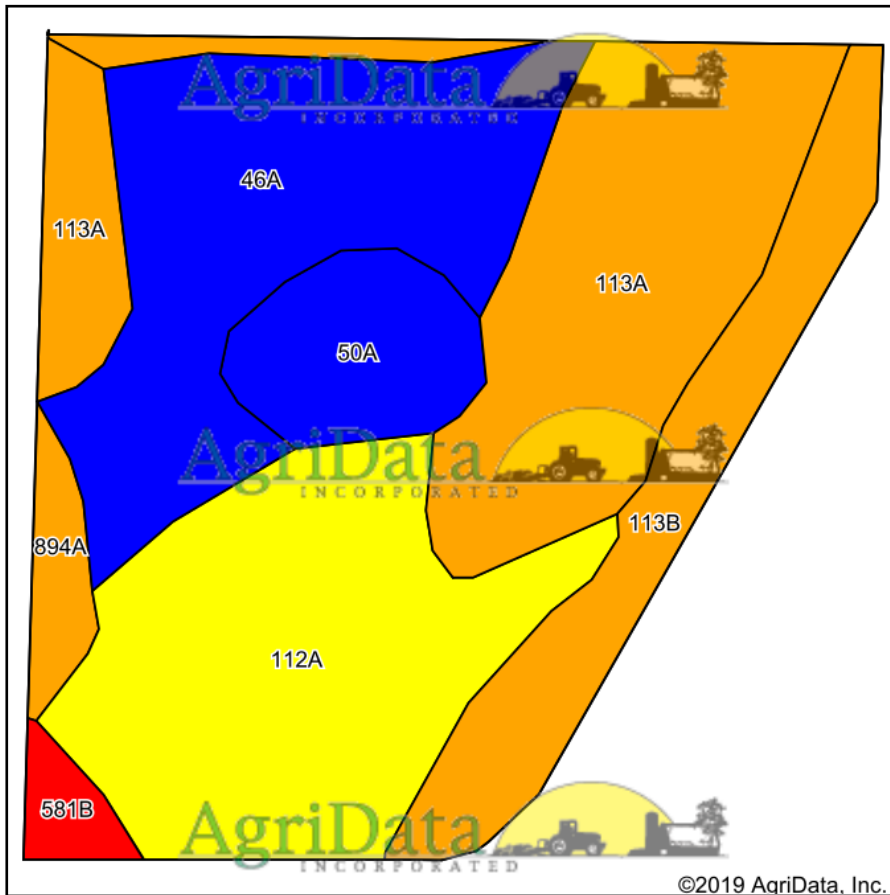 AgriData
INCORPORATED
46A
113A
113A
50A
AgriData
INCORPORATED
113B
894A
112A
581B
AgriData
INCORPORATED
©2019 AgriData, Inc.